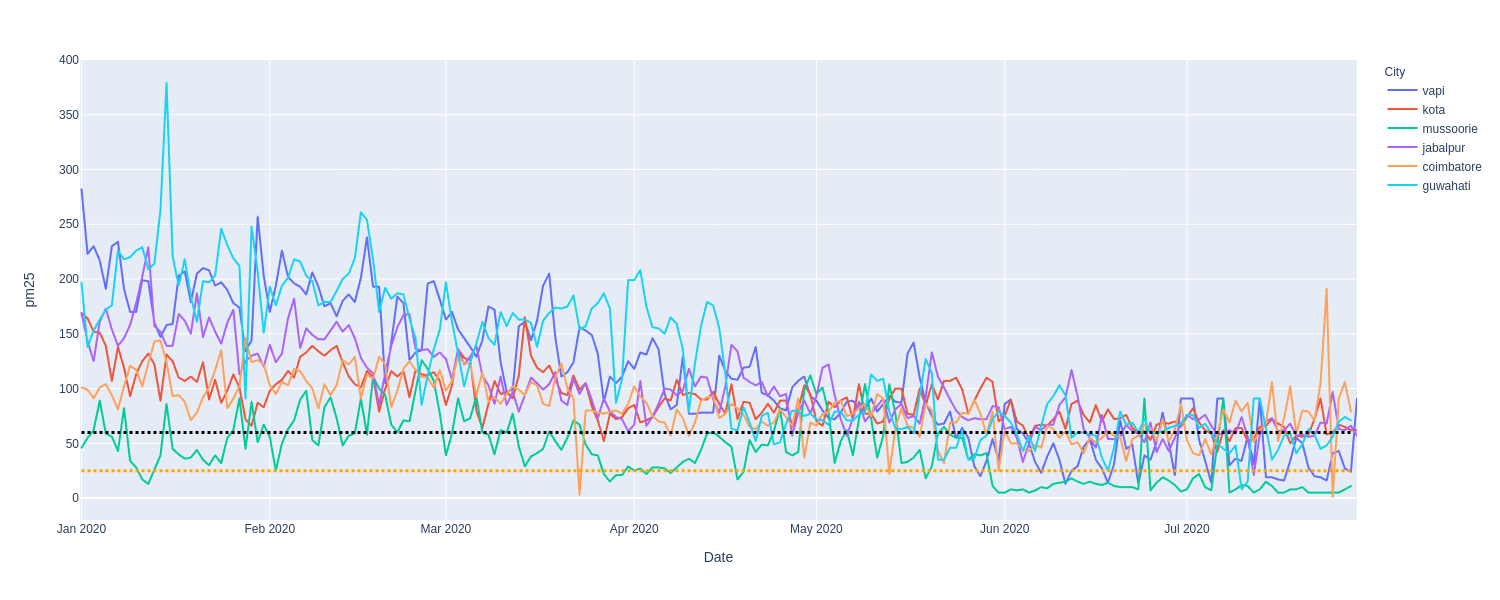 400
350
300
250
200
150
100
50
0
pm25
Jan 2020
Feb 2020
Mar 2020
Apr 2020
May 2020
Jun 2020
Jul 2020
Date
City
vapi
kota
mussoorie
jabalpur
coimbatore
guwahati